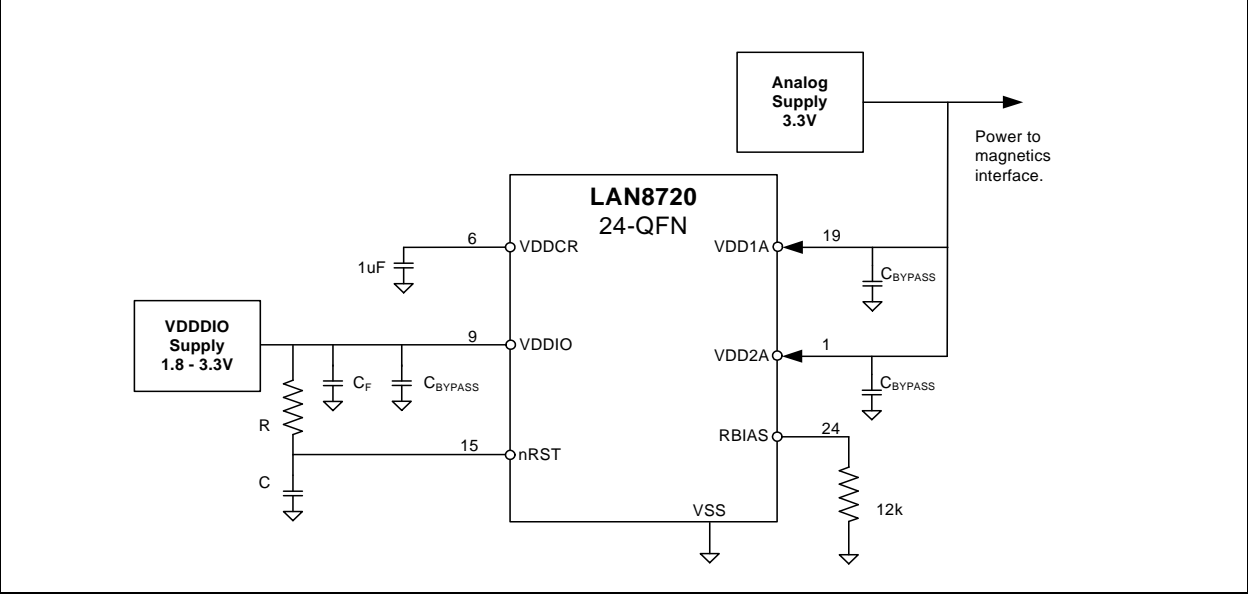 Analog
Supply
3.3V
Power to
magnetics
interface.
LAN8720
24-QFN
6
VDDCR
VDD1A
19
1uF
CBYPASS
VDDDIO
Supply
1.8 - 3.3V
9
VDDIO
VDD2A
1
CF
CBYPASS
CBYPASS
R
RBIAS
24
15
nRST
C
VSS
12k